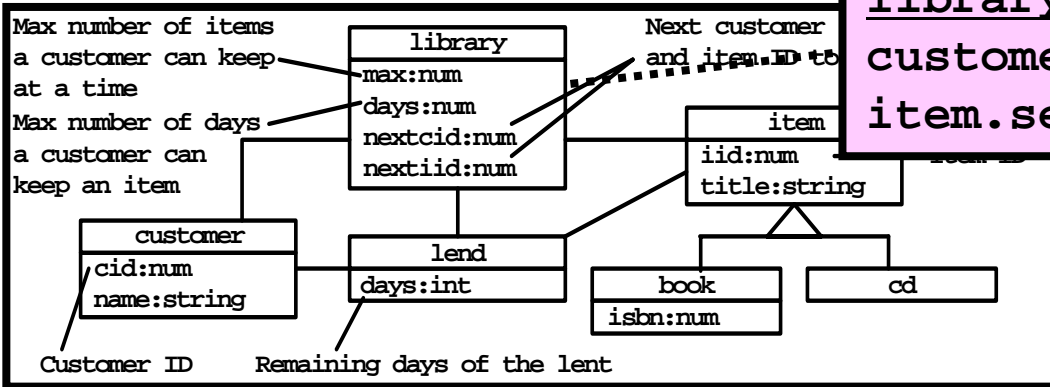 Max number of items
a customer can keep
at a time
Max number of days
a customer can
keep an item
library
max:num
days:num
nextcid:num
nextiid:num
Next customer
and item ID to
library
custome
item.se
item
iid:num
title:string
customer
cid:num
name:string
lend
days:int
book
isbn:num
cd
Customer ID
Remaining days of the lent